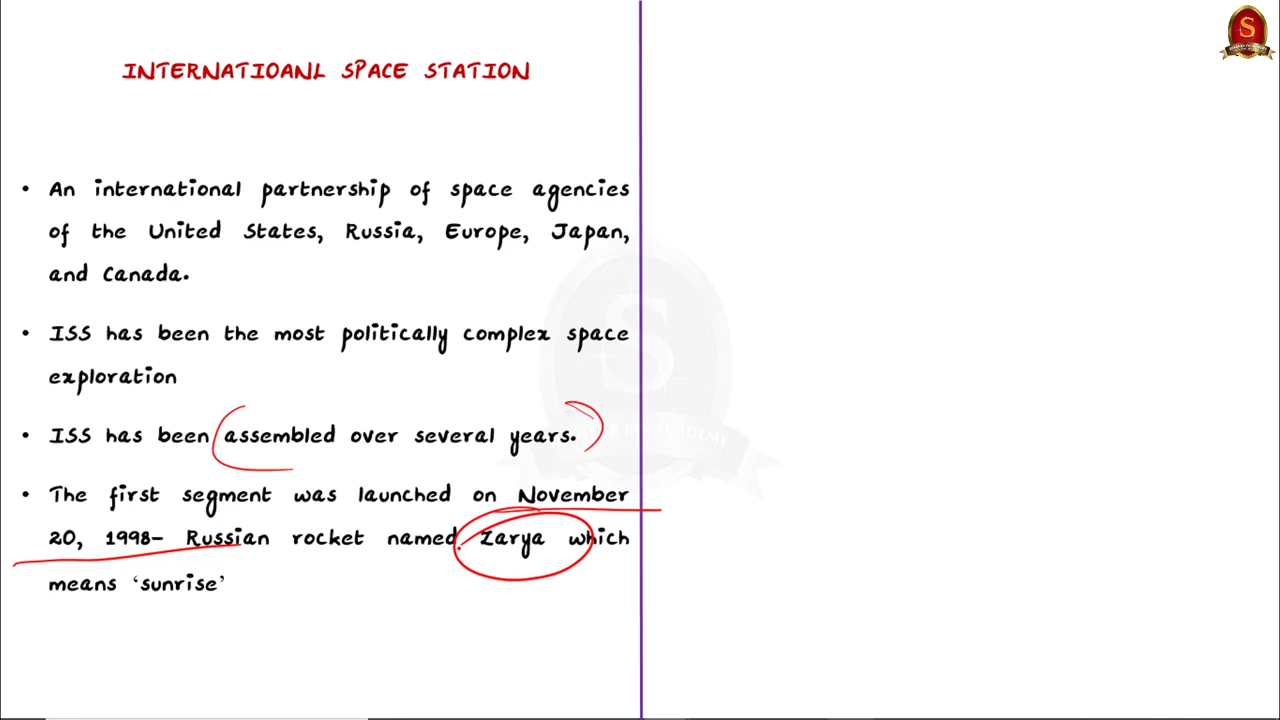 INTERNATIOANL SPACE STATION
• An international partnership of space agencies
of the United States, Russia, Europe, Japan,
and Canada.
• ISS has been the most politically complex space
exploration
• ISS has been assembled over several years.
• The first segment was launched on November
20, 1998- Russian rocket named Zarya which
means ‘sunrise’
S